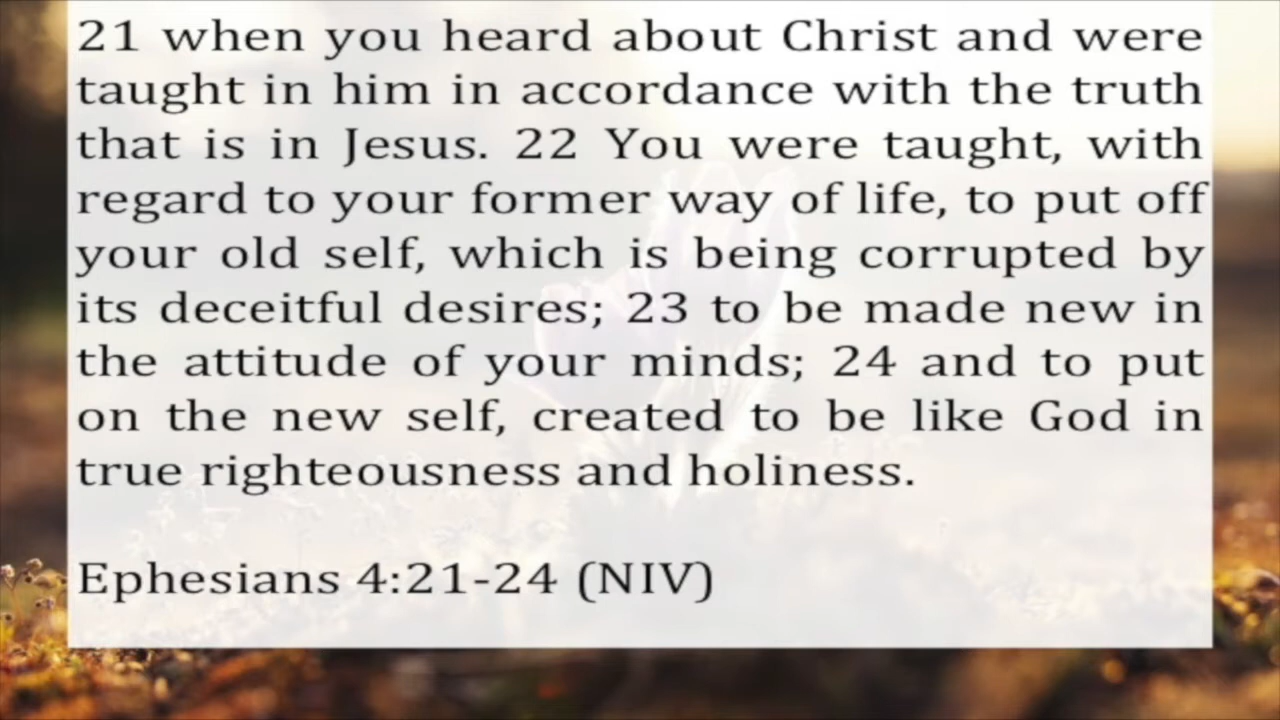 21 when you heard about Christ and were
taught in him in accordance with the truth
that is in Jesus. 22 You were taught, with
regard to your former way of life, to put off
your old self, which is being corrupted by
its deceitful desires; 23 to be made new in
the attitude of your minds; 24 and to put
on the new self, created to be like God in
true righteousness and holiness.
Ephesians 4:21-24 (NIV)